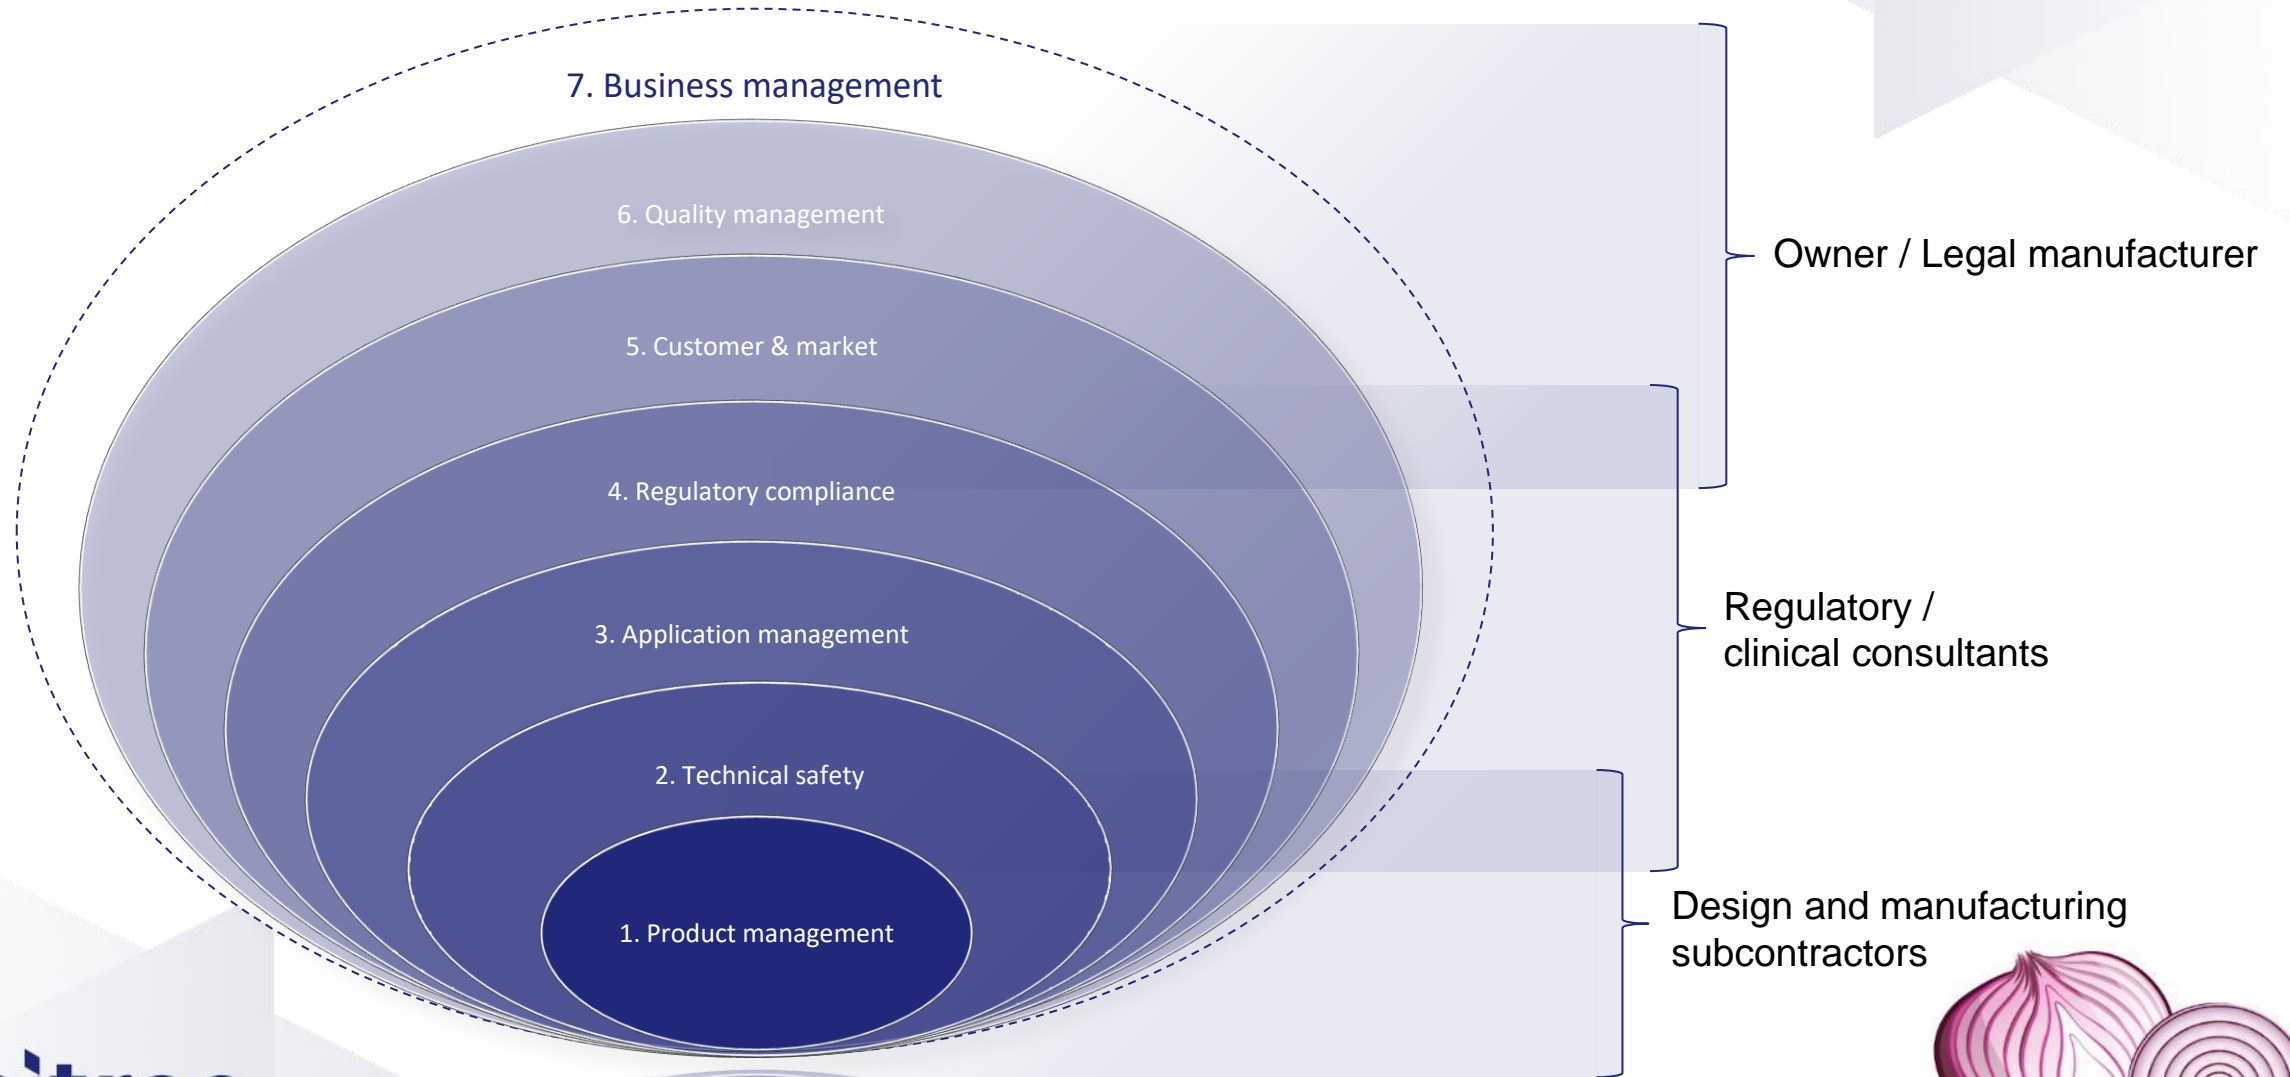 7. Business management
6. Quality management
5. Customer & market
4. Regulatory compliance
3. Application management
2. Technical safety
1. Product management
Owner / Legal manufacturer
Regulatory /
clinical consultants
Design and manufacturing
subcontractors